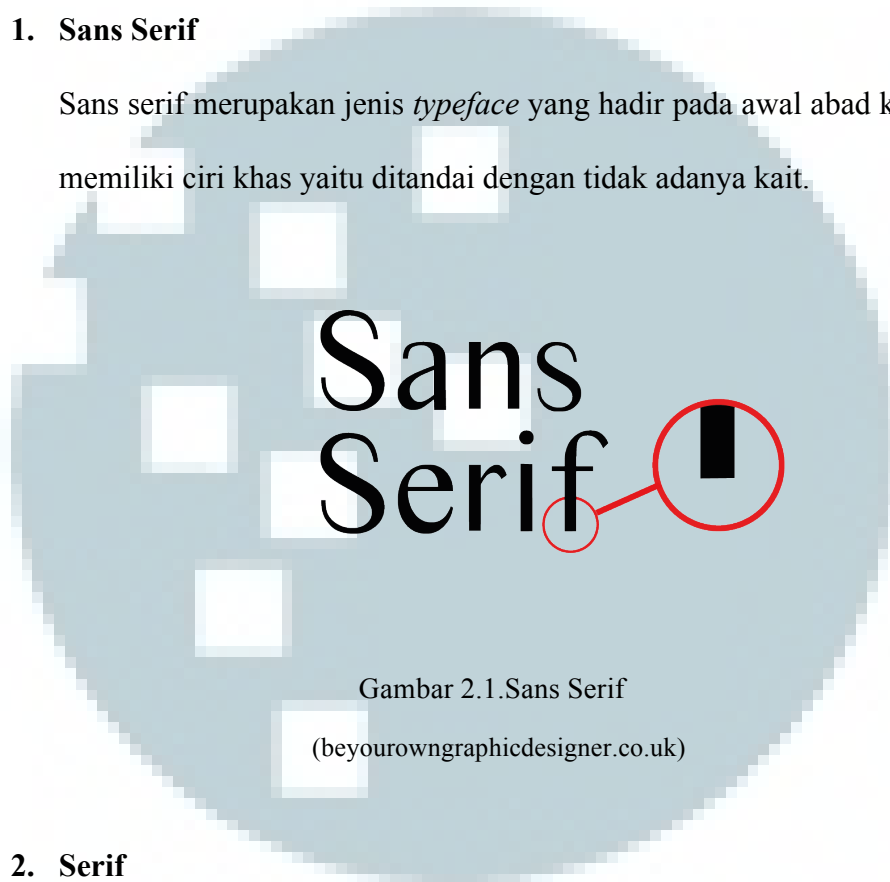 1. Sans Serif
Sans serif merupakan jenis typeface yang hadir pada awal abad
memiliki ciri khas yaitu ditandai dengan tidak adanya kait.
Sans
Serif
Gambar 2.1.Sans Serif
(beyourowngraphicdesigner.co.uk)
2. Serif